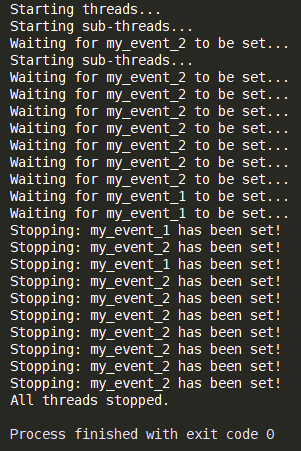 Starting threads...
Starting sub-threads...
Waiting for my_event_2 to be set...
Starting sub-threads...
Waiting for my_event_2 to be set...
Waiting for my_event_2 to be set...
Waiting for my_event_2 to be set...
Waiting for my_event_2 to be set...
Waiting for my_event_2 to be set...
Waiting for my_event_2 to be set...
Waiting for my_event_2 to be set...
Waiting for my_event_1 to be set...
Waiting for my_event_1 to be set...
Stopping: my_event_1 has been set!
Stopping: my_event_2 has been set!
Stopping: my_event_1 has been set!
Stopping: my_event_2 has been set!
Stopping: my_event_2 has been set!
Stopping: my_event_2 has been set!
Stopping: my_event_2 has been set!
Stopping: my_event_2 has been set!
Stopping: my_event_2 has been set!
Stopping: my_event_2 has been set!
All threads stopped.
Process finished with exit code 0